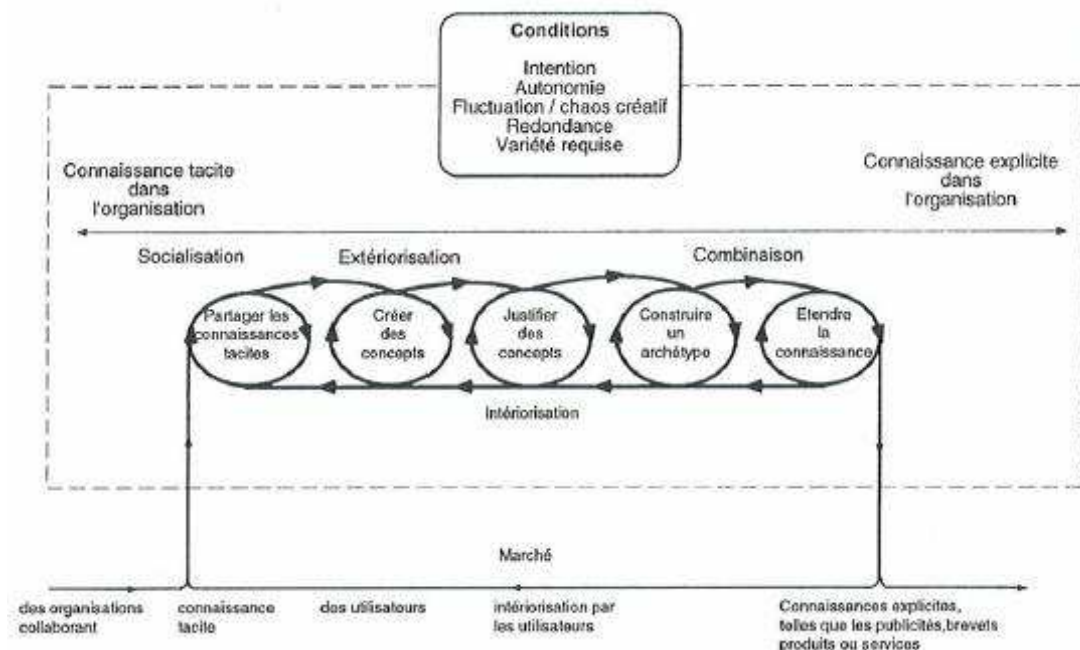 Conditions
Intention
Autonomie
Fluctuation / chaos créatif
Redondance
Variété requise
Connaissance tacite
dans
l'organisation
Connaissance explicite
dans
l'organisation
Socialisation
Extériorisation
Combinaison
Partager les
connaissances
tacites
Créer
des
concepts
Justifier
des
concepts
Construire
un
archétype
Etendre
la
connaissance
Intériorisation
Marché
des organisations
collaborant
connaissance
tacite
des utilisateurs
intériorisation par
les utilisateurs
Connaissances explicites,
telles que les publicités,brevets
produits ou services